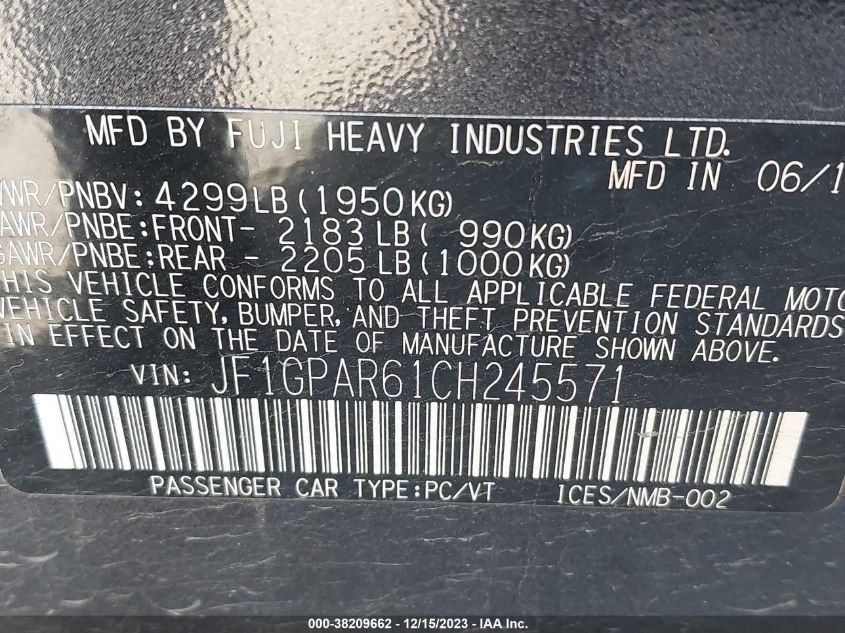 MFD BY FUJI HEAVY INDUSTRIES LTD.
MFD IN 06/1
VWR/PNBV: 4299LB(1950KG)
AWR/PNBE:FRONT- 2183 LB( 990KG)
GAWR/PNBE:REAR - 2205 LB(1000KG)
THIS VEHICLE CONFORMS TO ALL APPLICABLE FEDERAL MOTO
VEHICLE SAFETY, BUMPER, AND THEFT PREVENTION STANDARDS
IN EFFECT ON THE DATE OF MANUFACTURE SHOWN ABOVE.
VIN: JF1GPAR61CH245571
PASSENGER CAR TYPE:PC/VT ICES/NMB-002
000-38209662 - 12/15/2023 - IAA Inc.